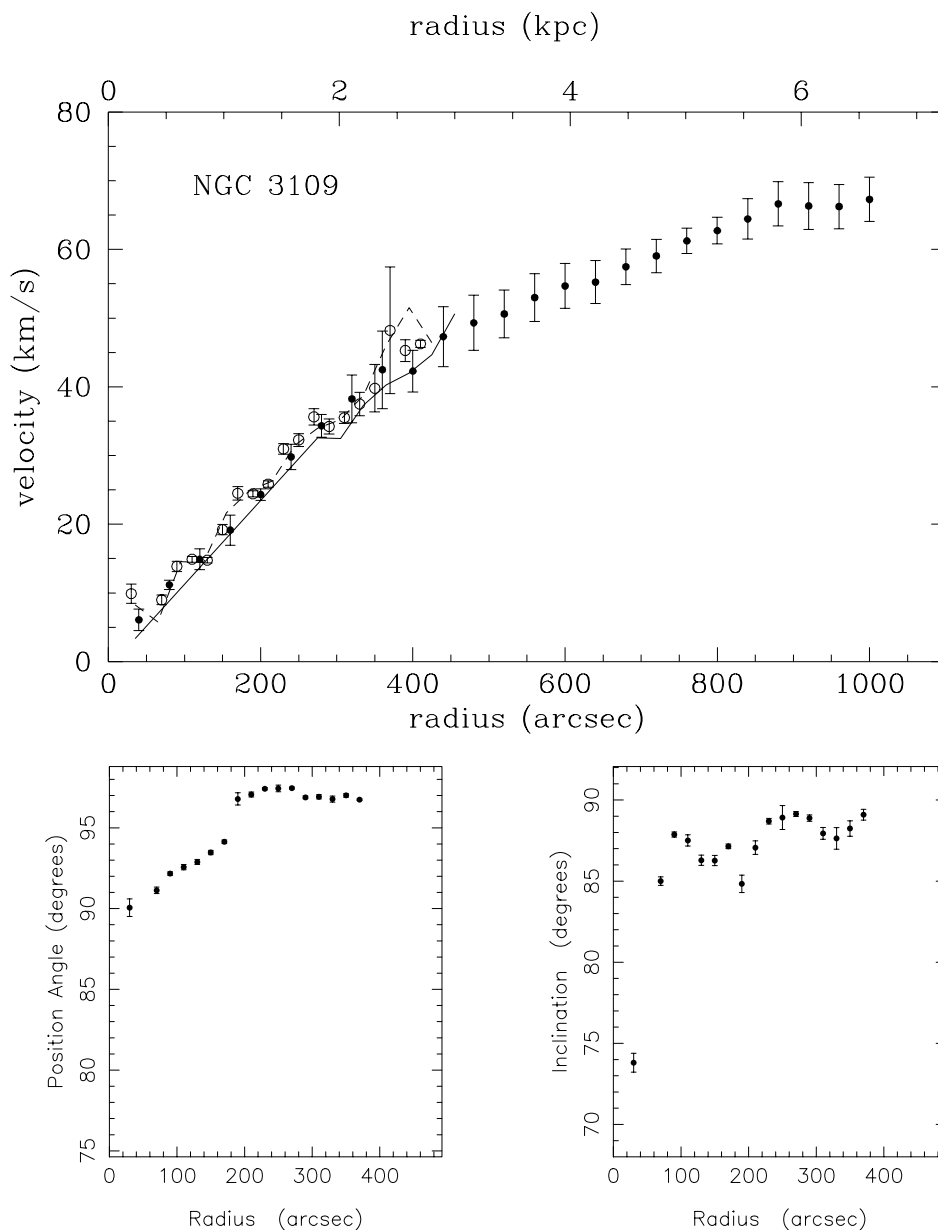 radius (kpc)
0 2 4 6
80
60
40
20
0
velocity (km/s)
NGC 3109
0 200 400 600 800 1000
radius (arcsec)
95
90
85
80
75
Position Angle (degrees)
0 100 200 300 400
Radius (arcsec)
90
85
80
75
70
Inclination (degrees)
0 100 200 300 400
Radius (arcsec)